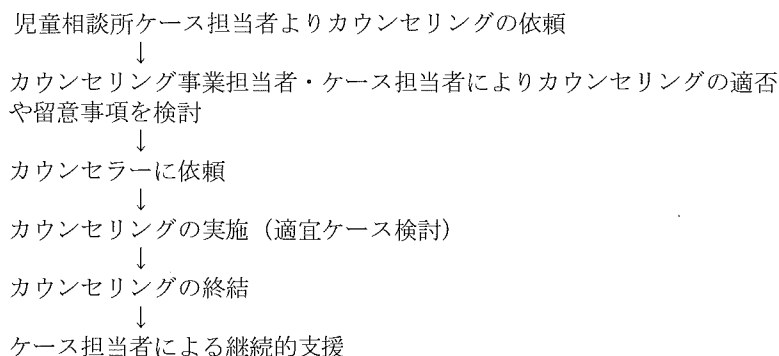 児童相談所ケース担当者よりカウンセリングの依頼
↓
カウンセリング事業担当者・ケース担当者によりカウンセリングの適否
や留意事項を検討
↓
カウンセラーに依頼
↓
カウンセリングの実施（適宜ケース検討）
↓
カウンセリングの終結
↓
ケース担当者による継続的支援